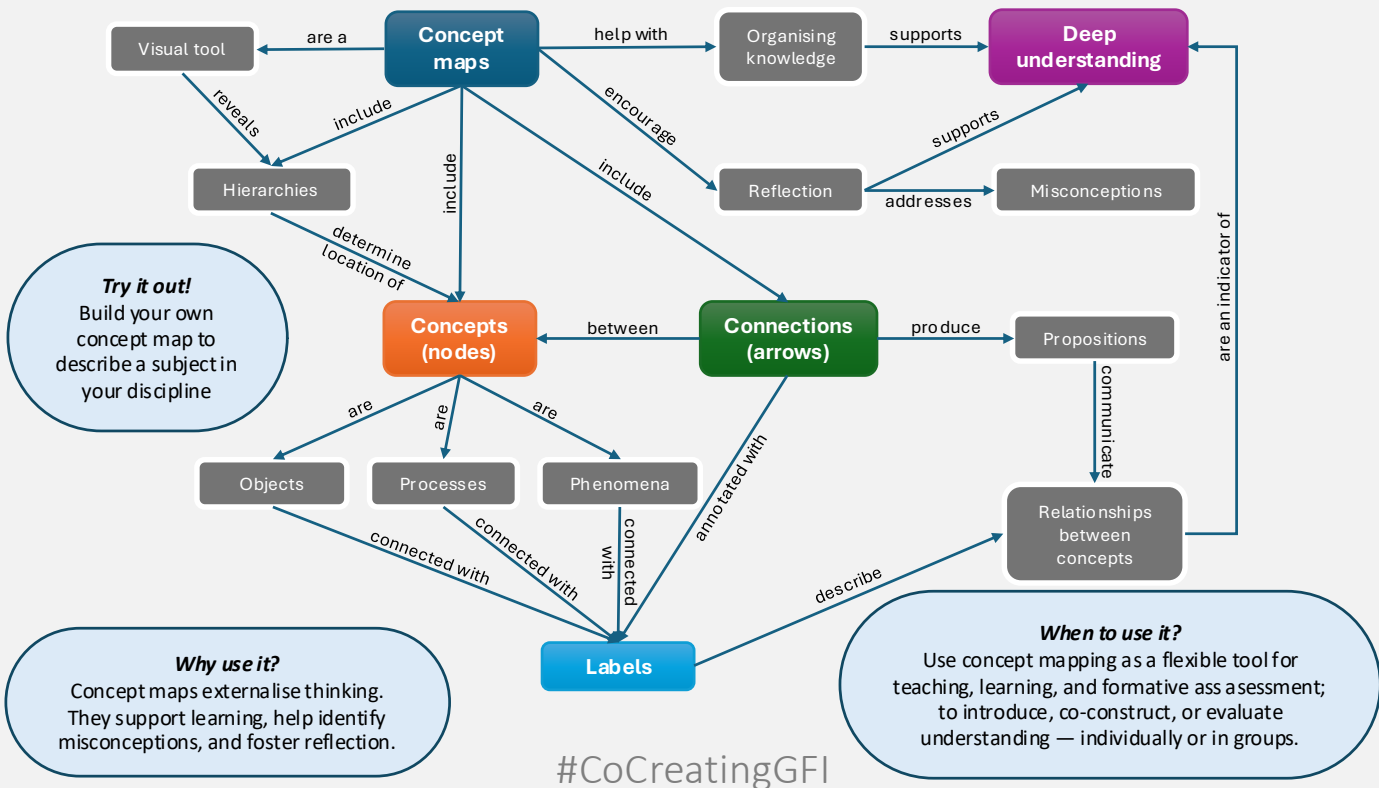 Concept
maps
are a
Visual tool
help with
Organising
knowledge
supports
Deep
understanding
reveals
include
encourage
supports
Hierarchies
include
include
Reflection
addresses
Misconceptions
determine
location of
are an indicator of
Try it out!
Build your own
concept map to
describe a subject in
your discipline
Concepts
(nodes)
between
Connections
(arrows)
produce
Propositions
are
are
are
annotated with
communicate
Objects
Processes
Phenomena
Relationships
between
concepts
connected with
connected with
connected
with
describe
Labels
Why use it?
Concept maps externalise thinking.
They support learning, help identify
misconceptions, and foster reflection.
When to use it?
Use concept mapping as a flexible tool for
teaching, learning, and formative ass asessment;
to introduce, co-construct, or evaluate
understanding — individually or in groups.
#CoCreatingGFI